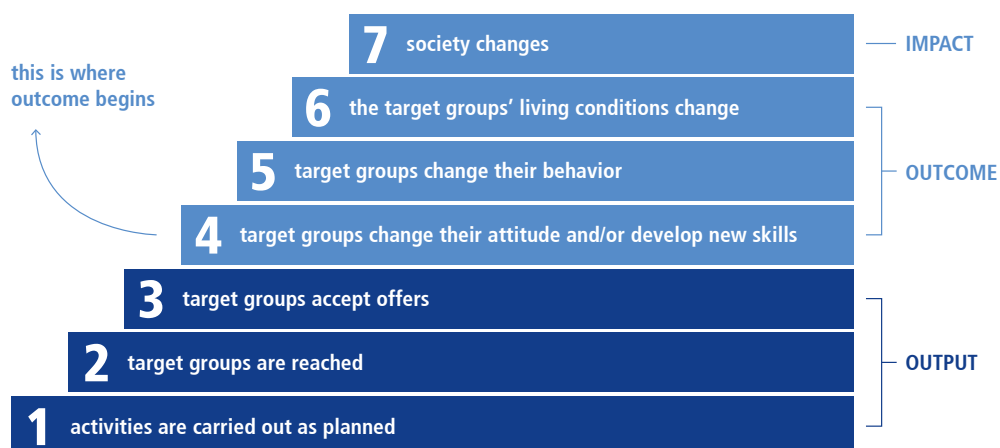 7 society changes
IMPACT
this is where
outcome begins
6 the target groups’ living conditions change
5 target groups change their behavior
OUTCOME
4 target groups change their attitude and/or develop new skills
3 target groups accept offers
2 target groups are reached
OUTPUT
1 activities are carried out as planned